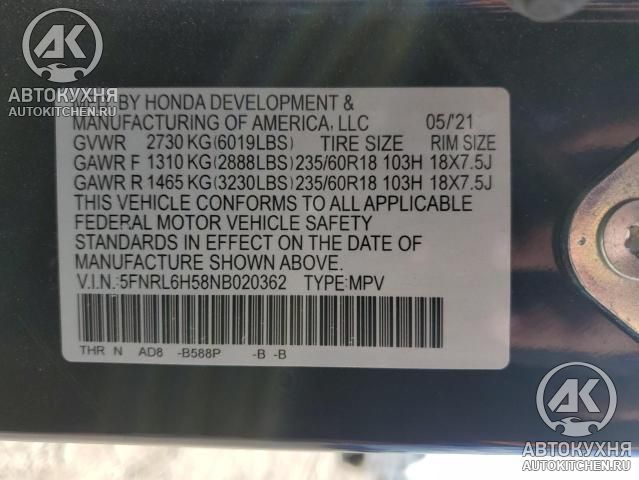 АВТОКУХНЯ
AUTOKITCHEN.RU
MFD BY HONDA DEVELOPMENT &
MANUFACTURING OF AMERICA, LLC 05/'21
GVWR 2730 KG(6019LBS) TIRE SIZE RIM SIZE
GAWR F 1310 KG(2888LBS) 235/60R18 103H 18X7.5J
GAWR R 1465 KG(3230LBS) 235/60R18 103H 18X7.5J
THIS VEHICLE CONFORMS TO ALL APPLICABLE
FEDERAL MOTOR VEHICLE SAFETY
STANDARDS IN EFFECT ON THE DATE OF
MANUFACTURE SHOWN ABOVE.
V.I.N.:5FNRL6H58NB020362 TYPE:MPV
THR N AD8 -B588P -B -B
АВТОКУХНЯ
AUTOKITCHEN.RU